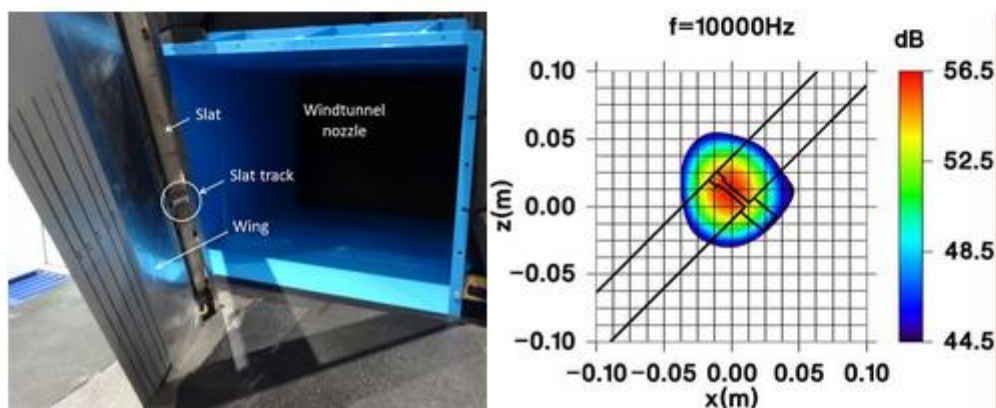 Slat
Windtunnel
nozzle
Slat track
Wing
f=10000Hz
dB
0.10
0.05
0.00
−0.05
−0.10
z(m)
−0.10 −0.05 0.00 0.05 0.10
x(m)
56.5
52.5
48.5
44.5